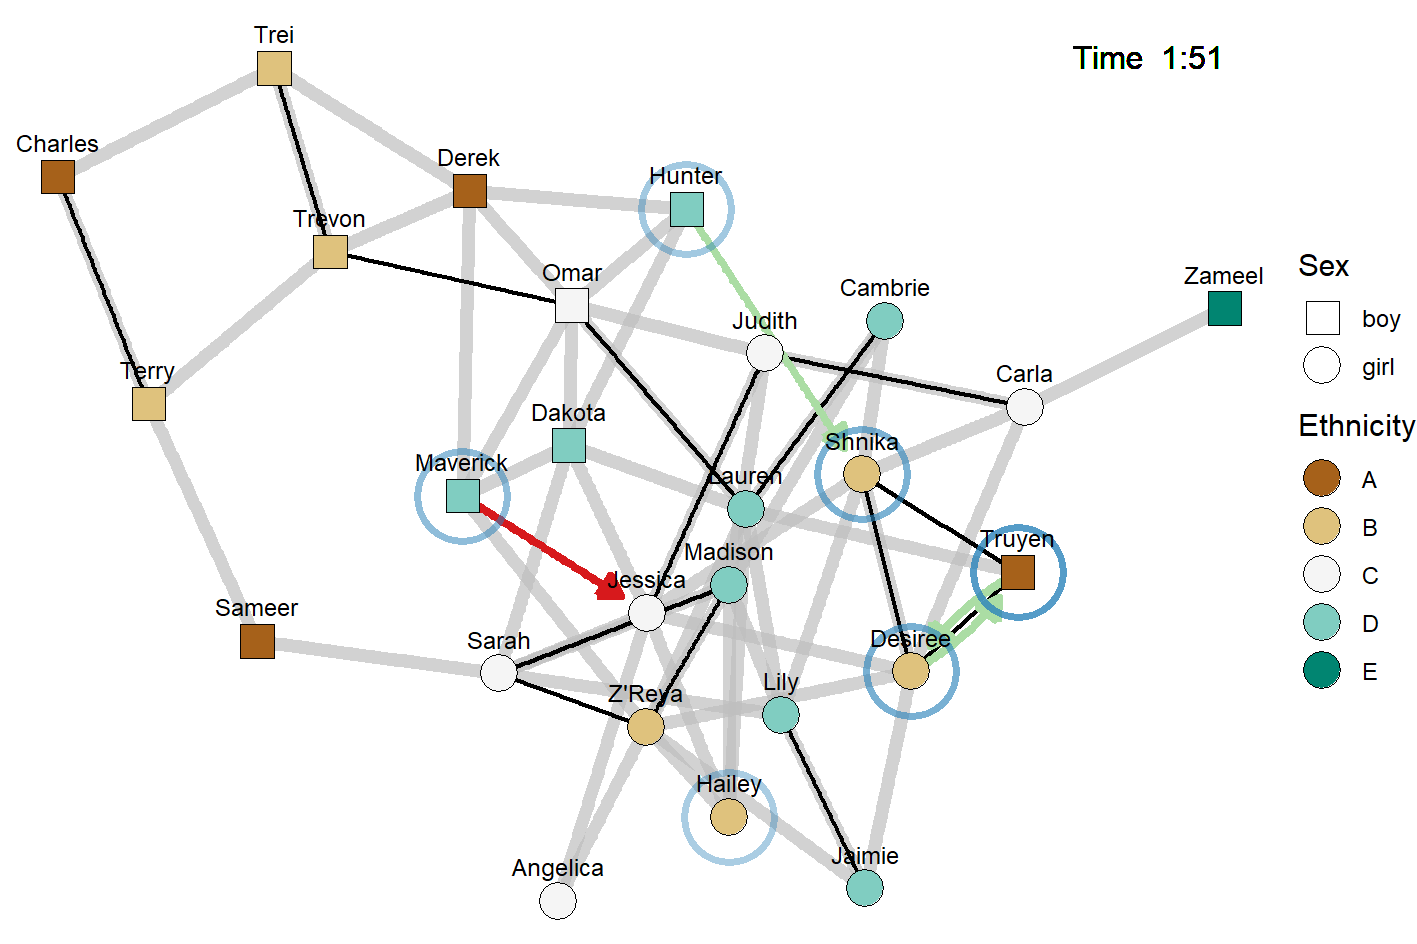 Trei
Time 1:51
Charles
Derek
Hunter
Trevon
Omar
Zameel
Cambrie
Judith
Terry
Carla
Dakota
Shnika
Maverick
Lauren
Truyen
Madison
Jessica
Sameer
Sarah
Desiree
Z'Reya
Lily
Hailey
Jaimie
Angelica
Sex
boy
girl
Ethnicity
A
B
C
D
E